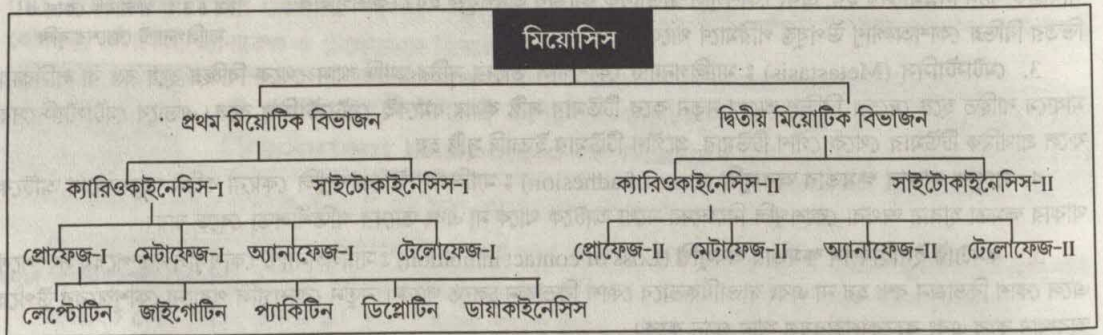 মিয়োসিস
প্রথম মিয়োটিক বিভাজন দ্বিতীয় মিয়োটিক বিভাজন
ক্যারিওকাইনেসিস-I সাইটোকাইনেসিস-I ক্যারিওকাইনেসিস-II সাইটোকাইনেসিস-II
প্রোফেজ-I মেটাফেজ-I অ্যানাফেজ-I টেলোফেজ-I প্রোফেজ-II মেটাফেজ-II অ্যানাফেজ-II টেলোফেজ-II
লেপ্টোটিন জাইগোটিন প্যাকিটিন ডিপ্লোটিন ডায়াকাইনেসিস